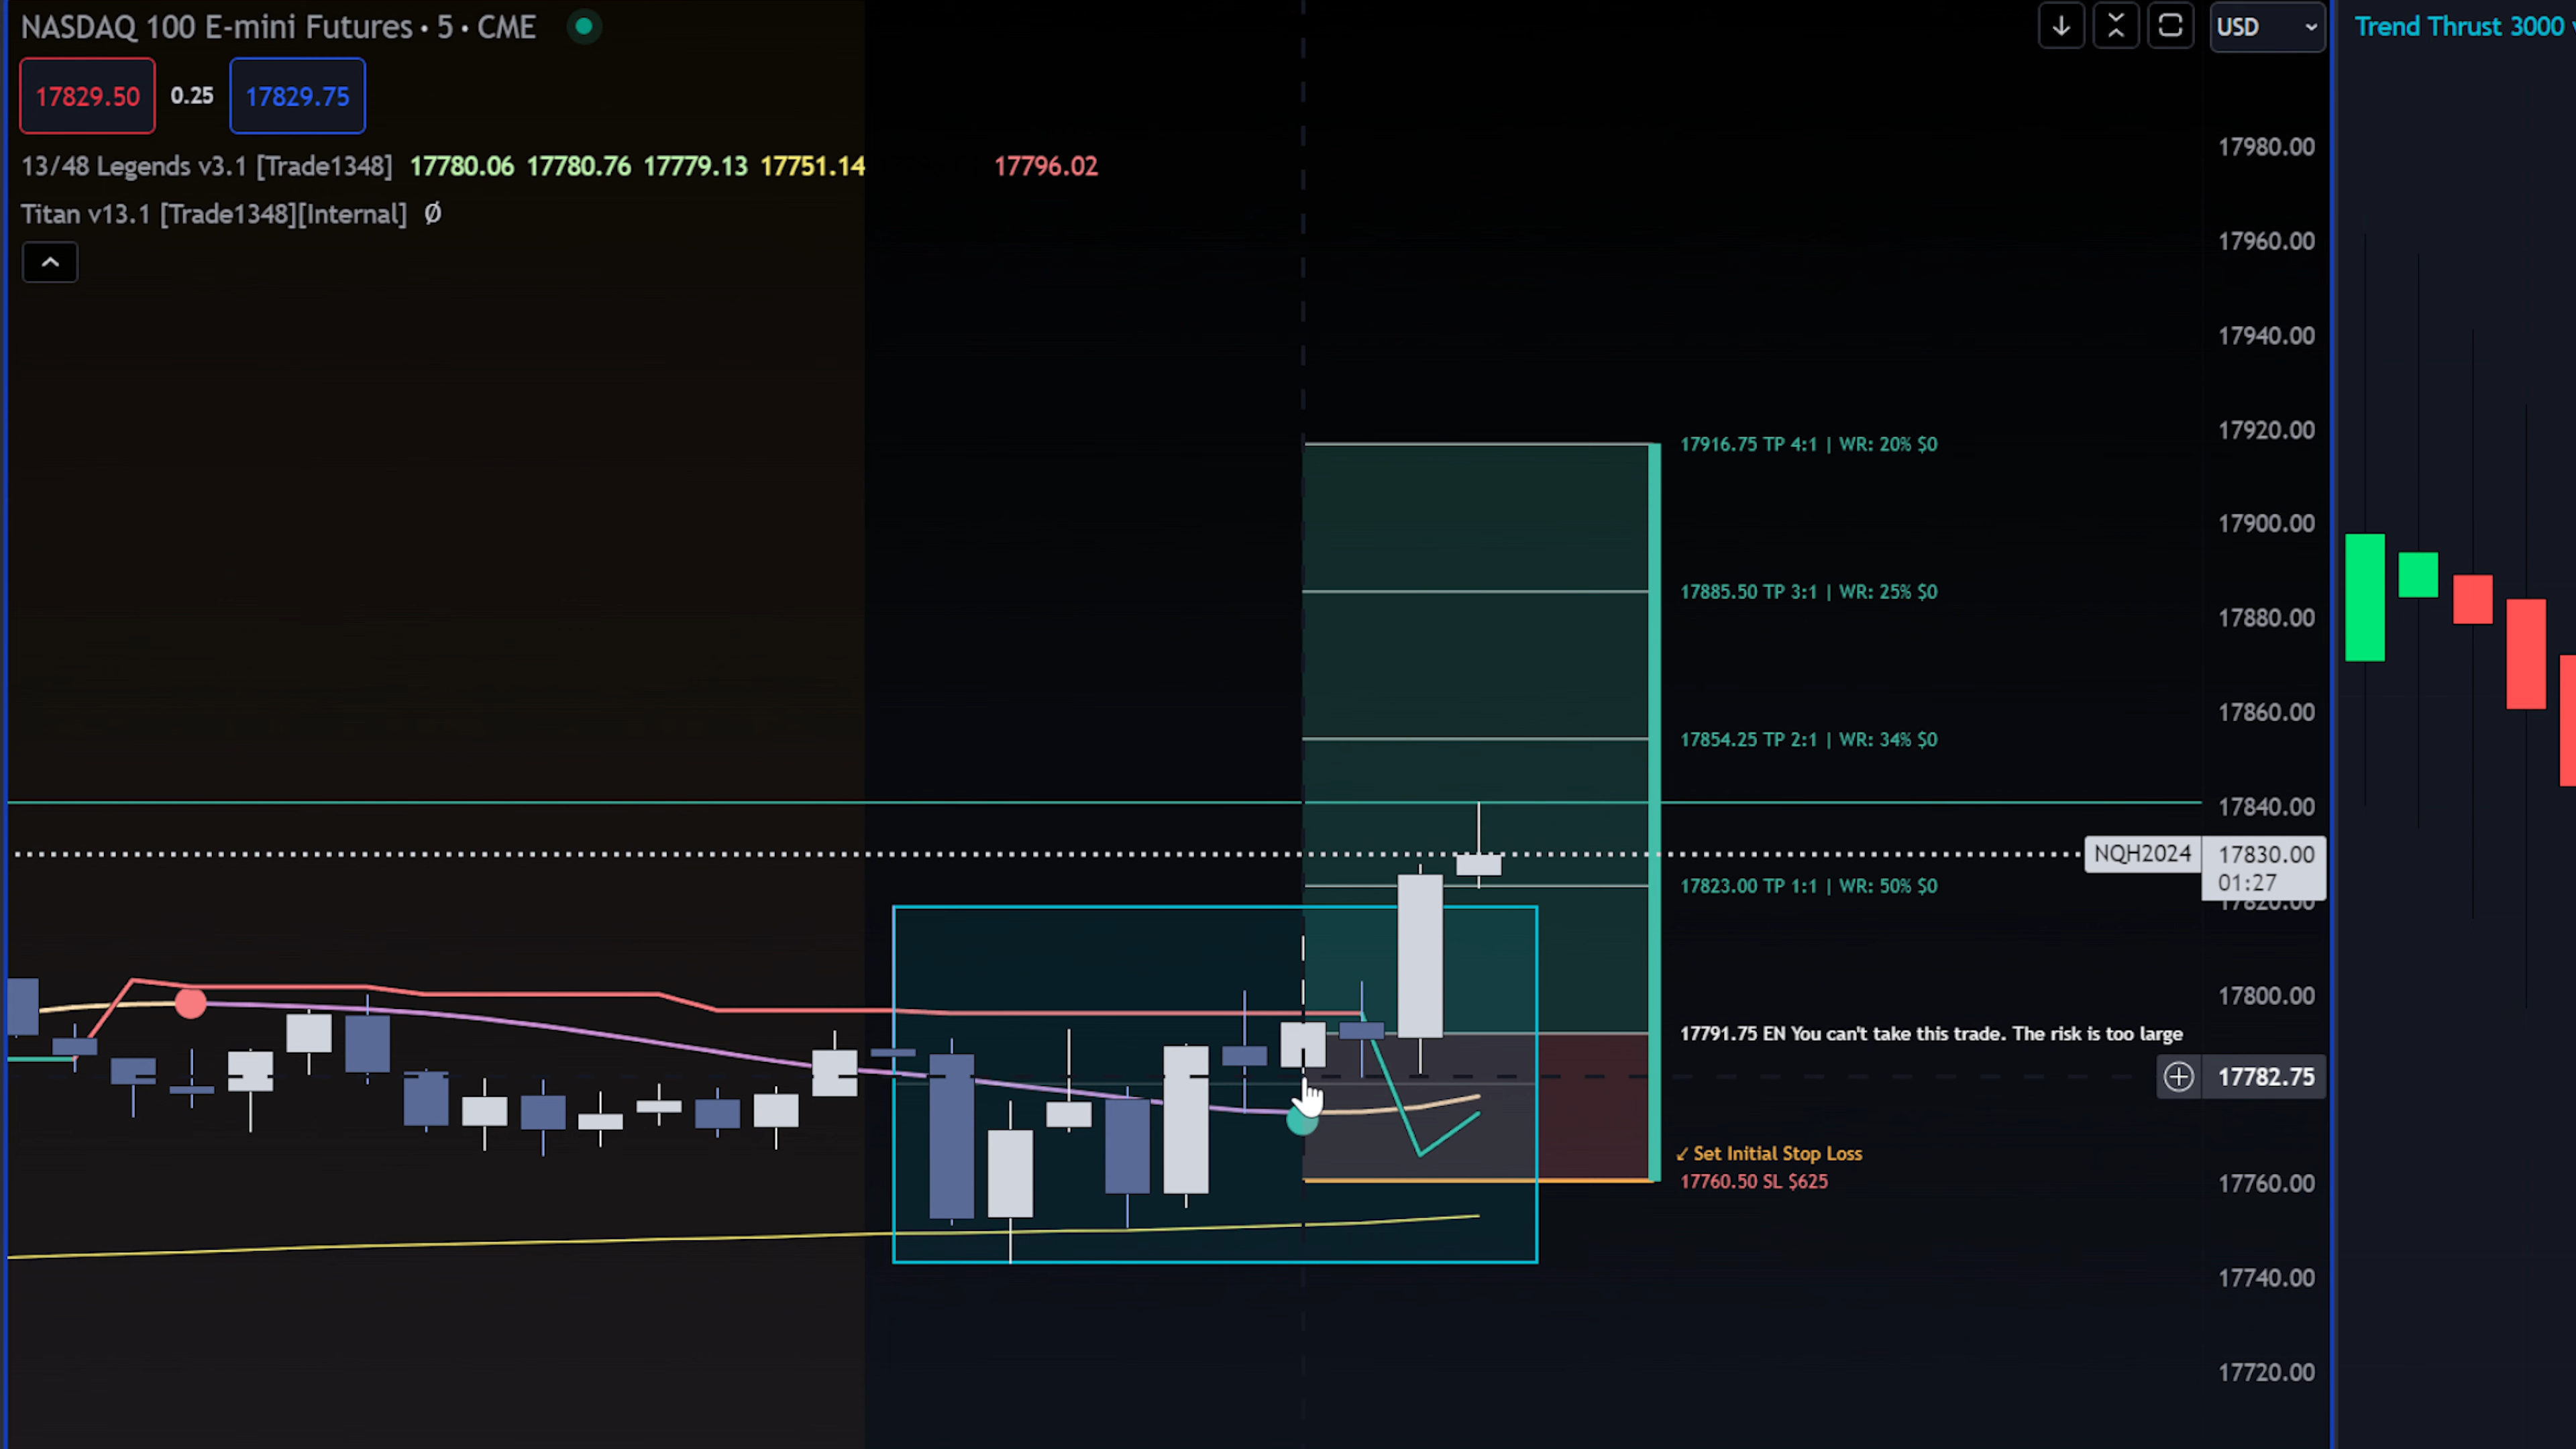 NASDAQ 100 E-mini Futures · 5 · CME
USD
Trend Thrust 3000
17829.50 0.25 17829.75
13/48 Legends v3.1 [Trade1348] 17780.06 17780.76 17779.13 17751.14 17796.02
Titan v13.1 [Trade1348][Internal] Ø
17980.00
17960.00
17940.00
17920.00
17916.75 TP 4:1 | WR: 20% $0
17900.00
17885.50 TP 3:1 | WR: 25% $0
17880.00
17860.00
17854.25 TP 2:1 | WR: 34% $0
17840.00
NQH2024 17830.00
01:27
17823.00 TP 1:1 | WR: 50% $0
17820.00
17800.00
17791.75 EN You can't take this trade. The risk is too large
17782.75
↙ Set Initial Stop Loss
17760.50 SL $625
17760.00
17740.00
17720.00